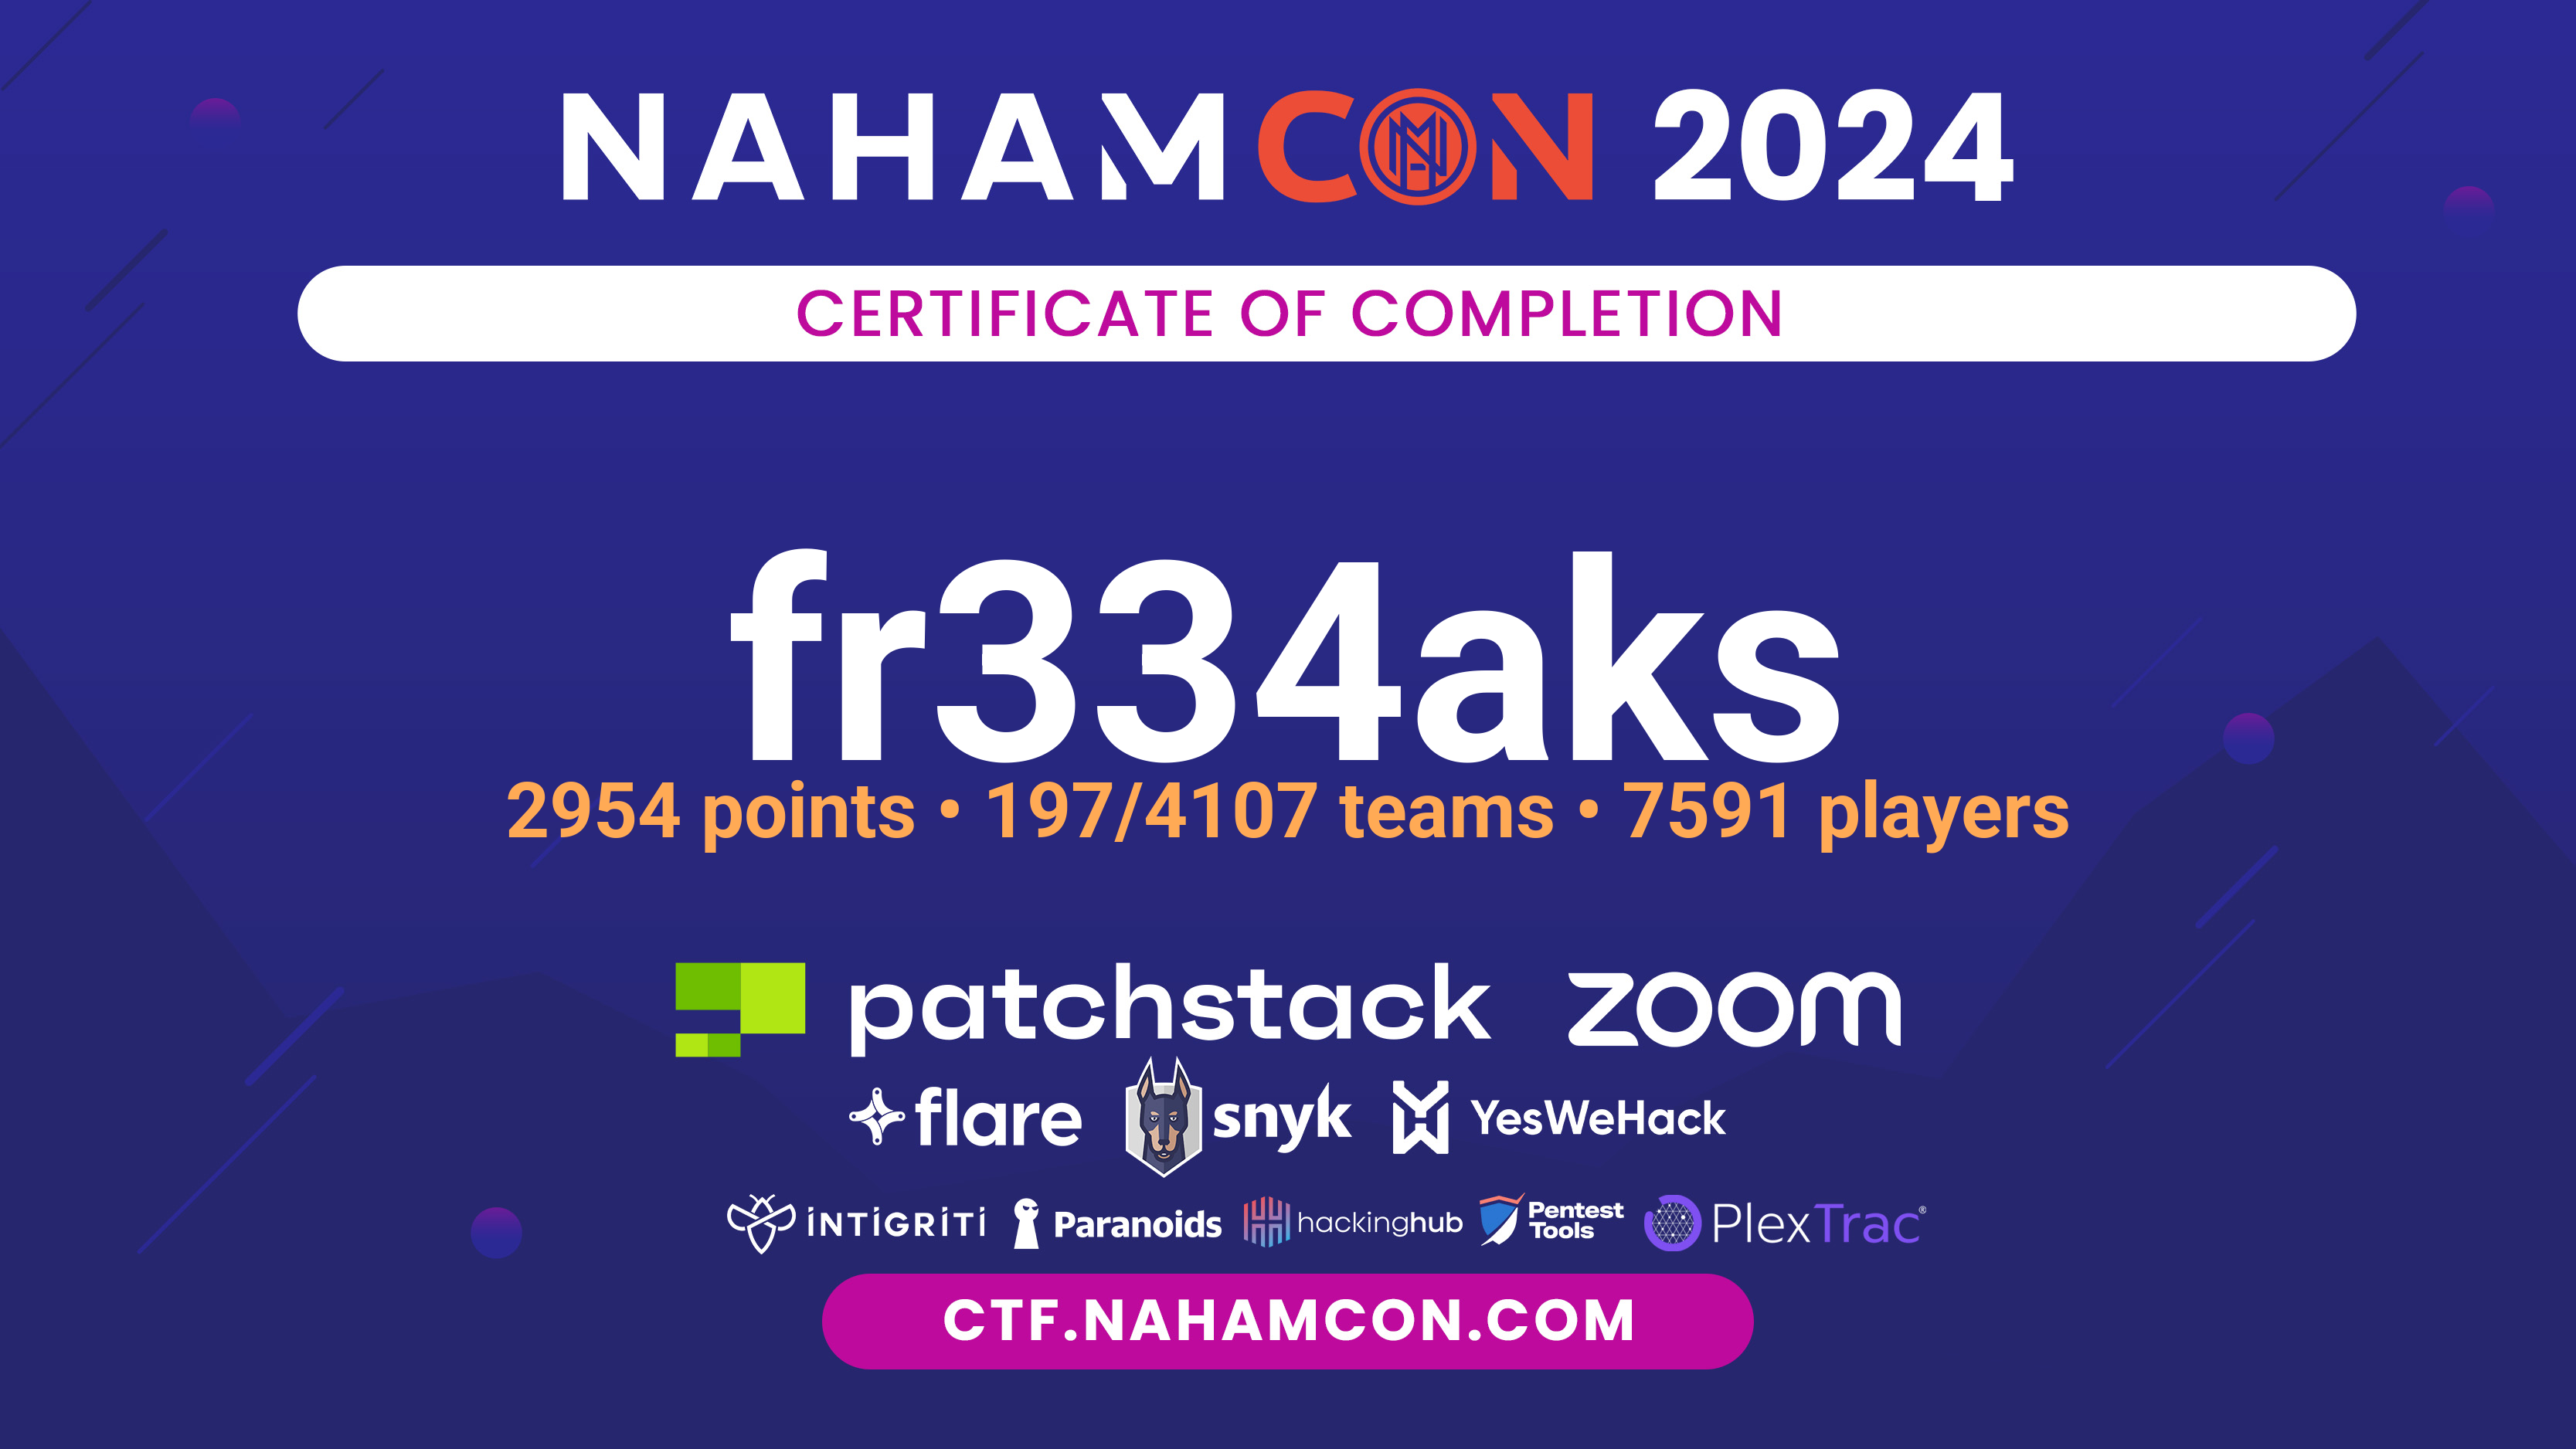 NAHAMCON 2024
CERTIFICATE OF COMPLETION
fr334aks
2954 points • 197/4107 teams • 7591 players
patchstack zoom
flare snyk YesWeHack
INTIGRITI Paranoids hackinghub Pentest Tools PlexTrac®
CTF.NAHAMCON.COM